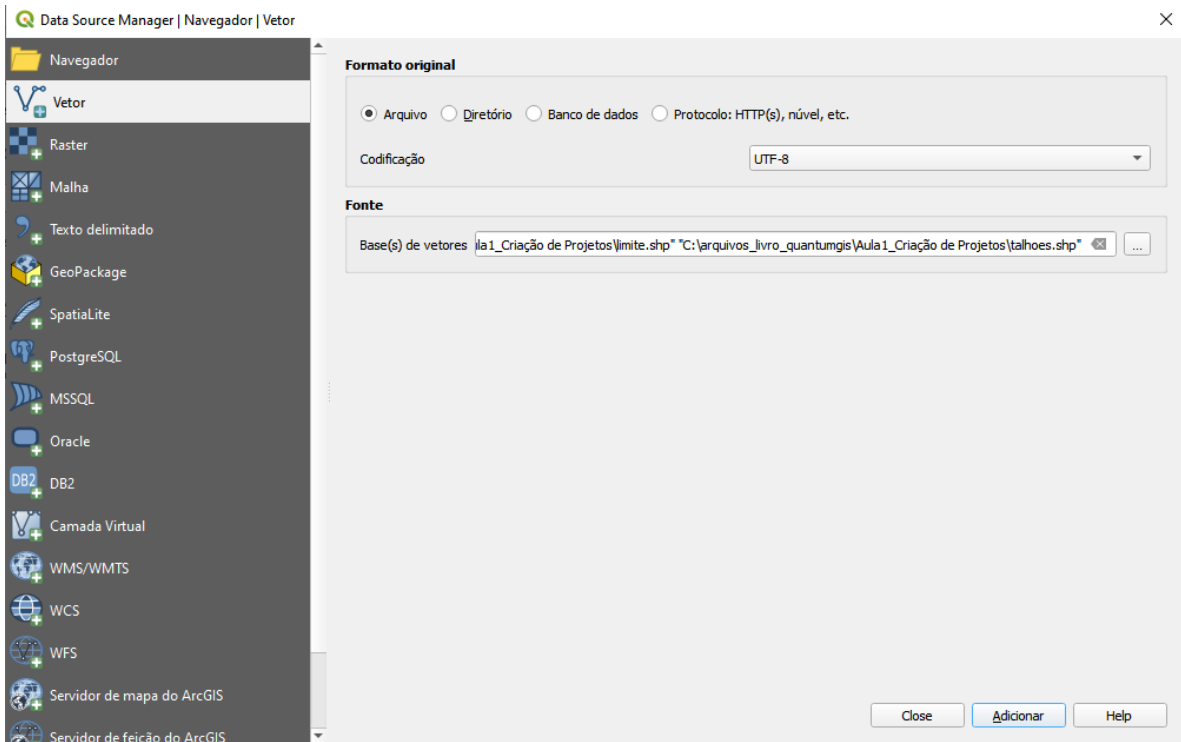 Data Source Manager | Navegador | Vetor
Navegador
Vetor
Raster
Malha
Texto delimitado
GeoPackage
SpatiaLite
PostgreSQL
MSSQL
Oracle
DB2
DB2
Camada Virtual
WMS/WMTS
WCS
WFS
Servidor de mapa do ArcGIS
Servidor de feição do ArcGIS
Formato original
Arquivo Diretório Banco de dados Protocolo: HTTP(s), núvel, etc.
Codificação UTF-8
Fonte
Base(s) de vetores ula1_Criação de Projetos\limite.shp" "C:\arquivos_livro_quantumgis\Aula1_Criação de Projetos\talhoes.shp" ...
Close Adicionar Help